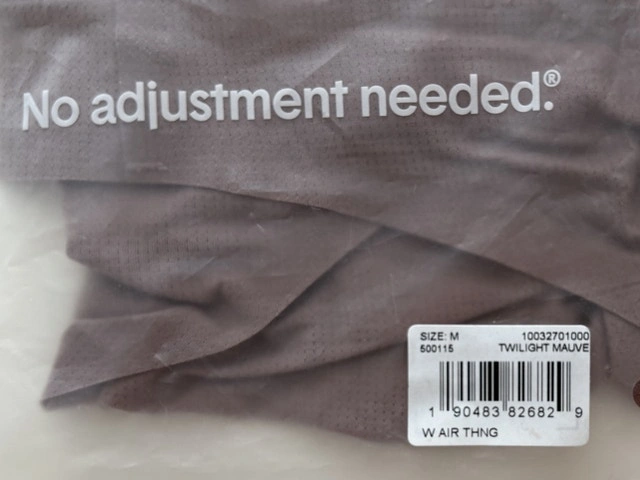 No adjustment needed.®
SIZE: M 10032701000
500115 TWILIGHT MAUVE
1 90483 82682 9
W AIR THNG